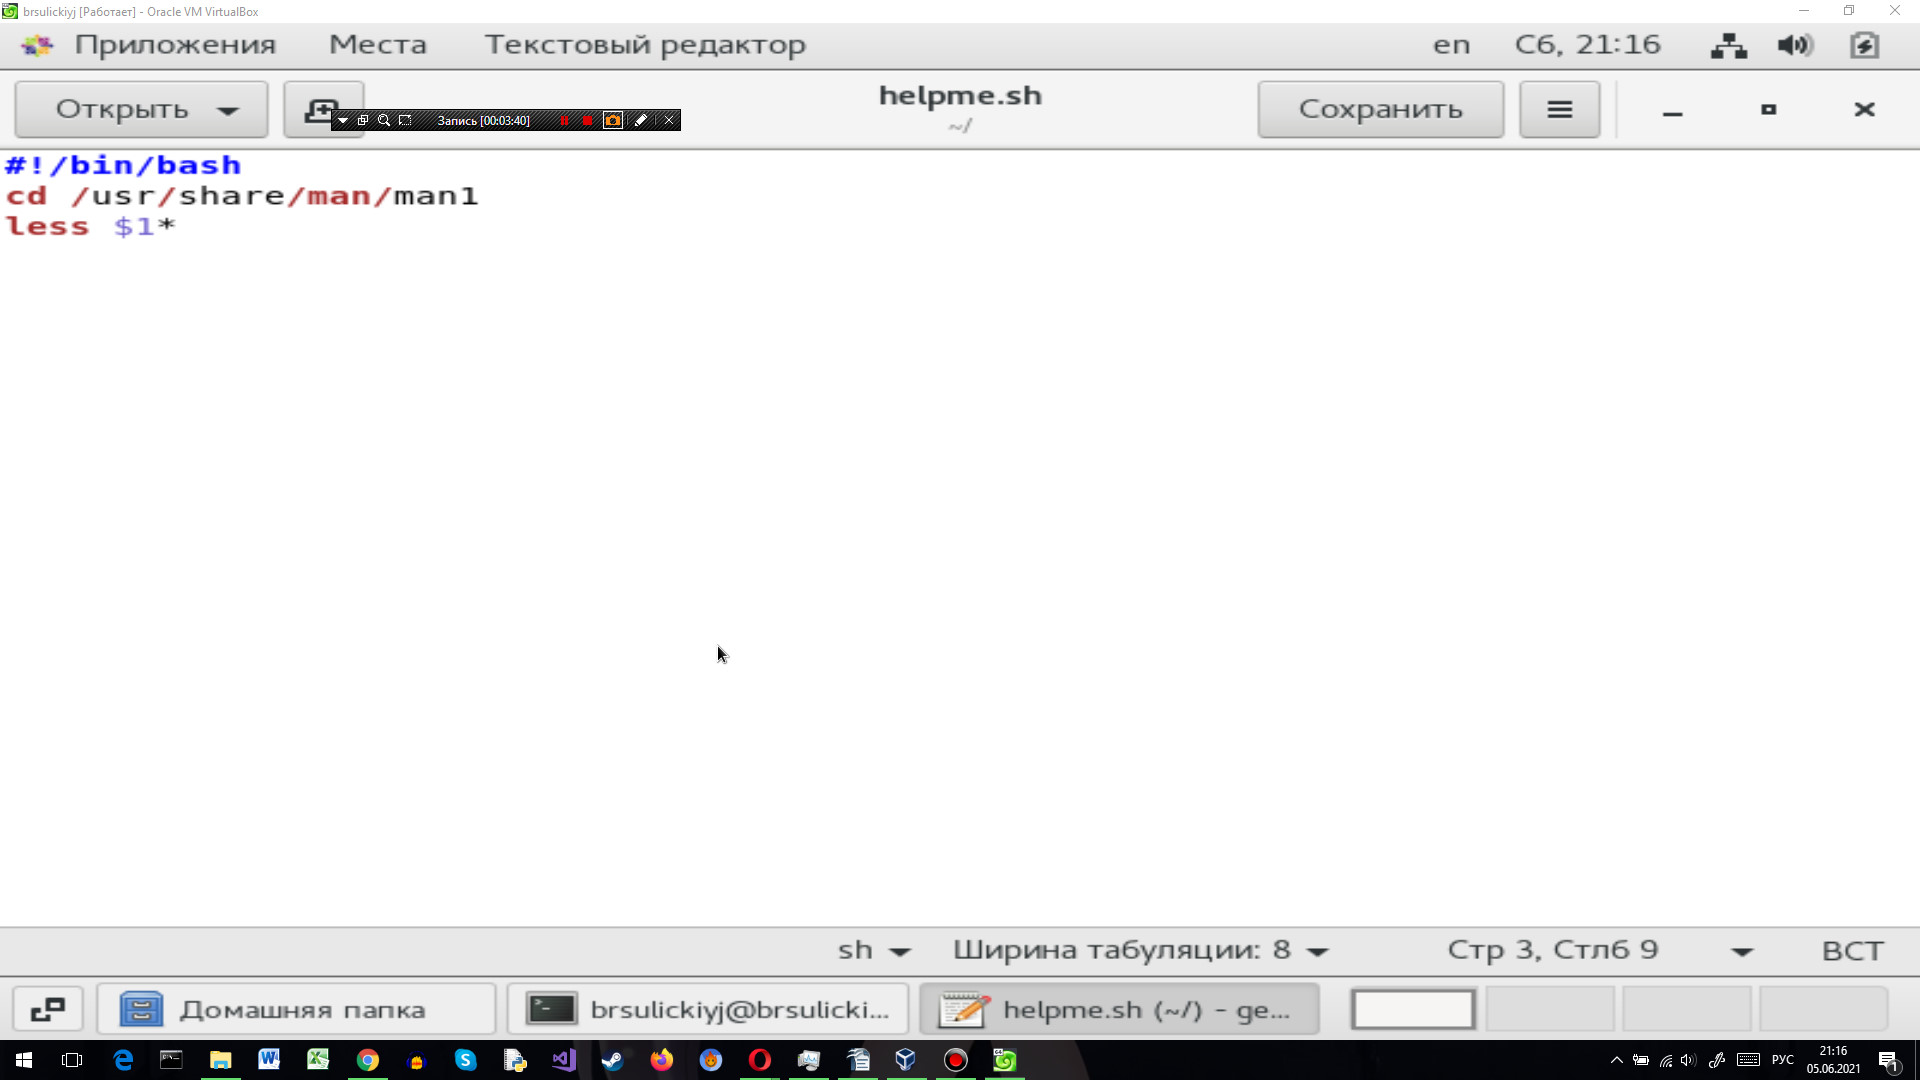 brsulickiyj [Работает] - Oracle VM VirtualBox
Приложения Места Текстовый редактор en Сб, 21:16
Открыть helpme.sh Сохранить
~/
Запись [00:03:40]
#!/bin/bash
cd /usr/share/man/man1
less $1*
sh Ширина табуляции: 8 Стр 3, Стлб 9 ВСТ
Домашняя папка brsulickiyj@brsulicki... helpme.sh (~/) - ge...
РУС 21:16
05.06.2021